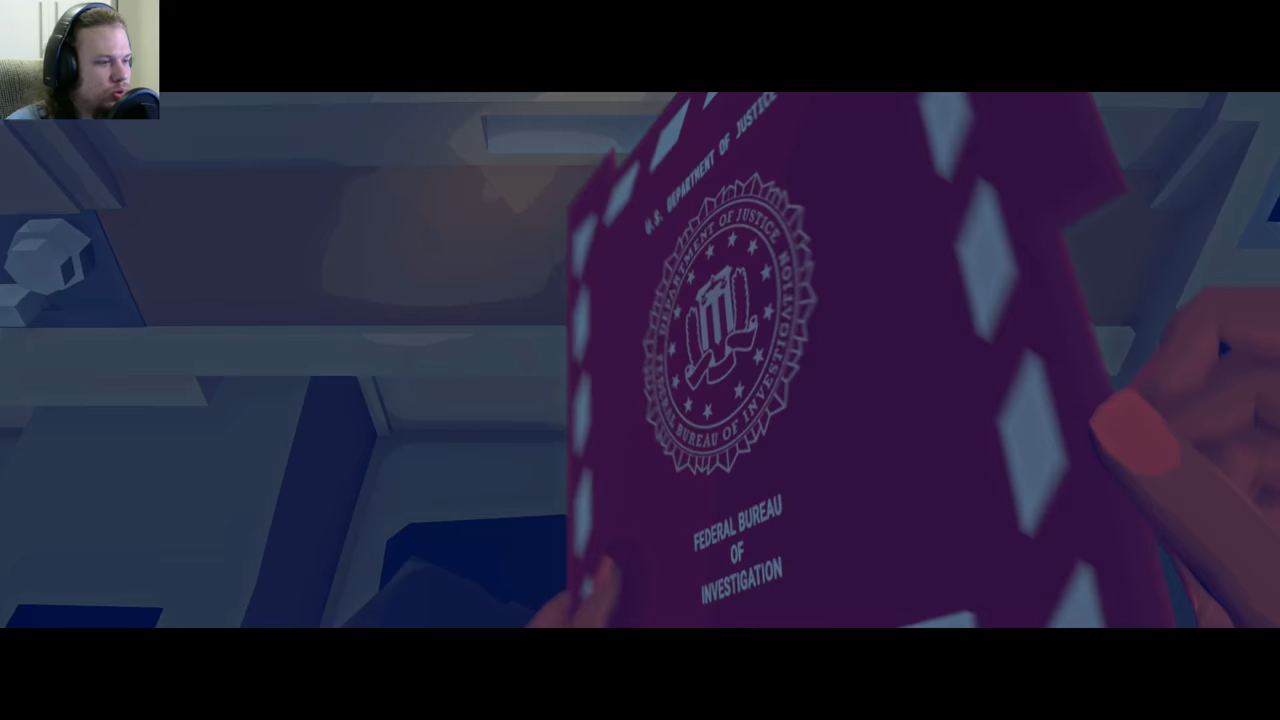 U.S. DEPARTMENT OF JUSTICE
DEPARTMENT OF JUSTICE
FEDERAL BUREAU OF INVESTIGATION
FEDERAL BUREAU
OF
INVESTIGATION